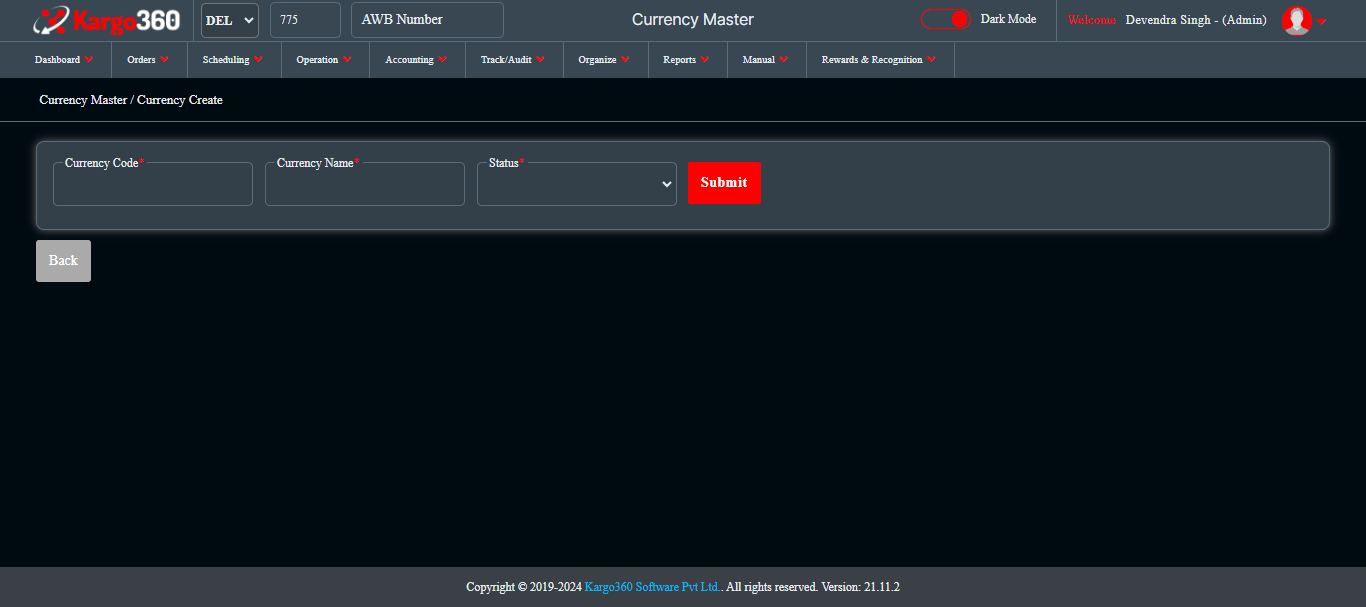 Kargo360 DEL 775 AWB Number Currency Master Dark Mode Welcome Devendra Singh - (Admin)
Dashboard Orders Scheduling Operation Accounting Track/Audit Organize Reports Manual Rewards & Recognition
Currency Master / Currency Create
Currency Code* Currency Name* Status*
Submit
Back
Copyright © 2019-2024 Kargo360 Software Pvt Ltd.. All rights reserved. Version: 21.11.2